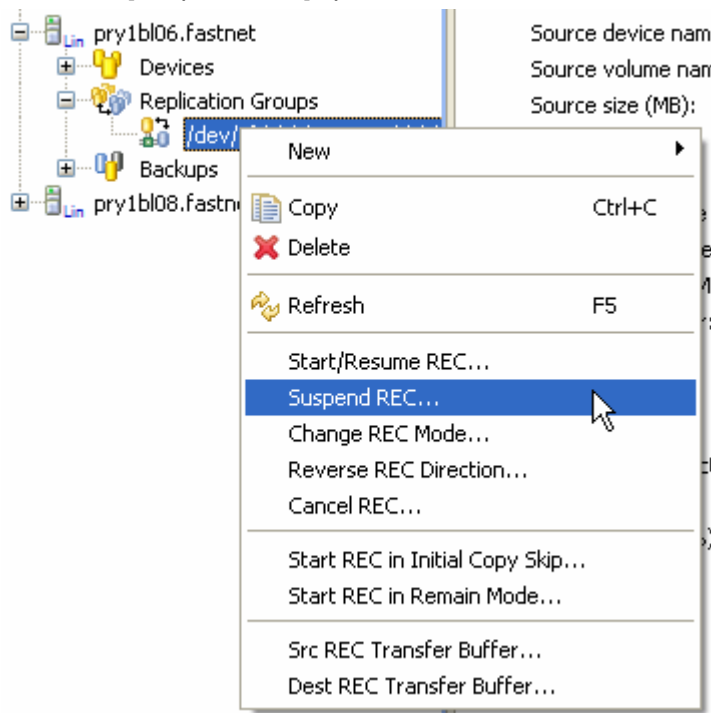 Lin pry1bl06.fastnet
Source device nam
Devices
Source volume nam
Replication Groups
Source size (MB):
/dev/
New
Backups
Lin pry1bl08.fastn
Copy Ctrl+C
Delete
Refresh F5
Start/Resume REC...
Suspend REC...
Change REC Mode...
Reverse REC Direction...
Cancel REC...
Start REC in Initial Copy Skip...
Start REC in Remain Mode...
Src REC Transfer Buffer...
Dest REC Transfer Buffer...